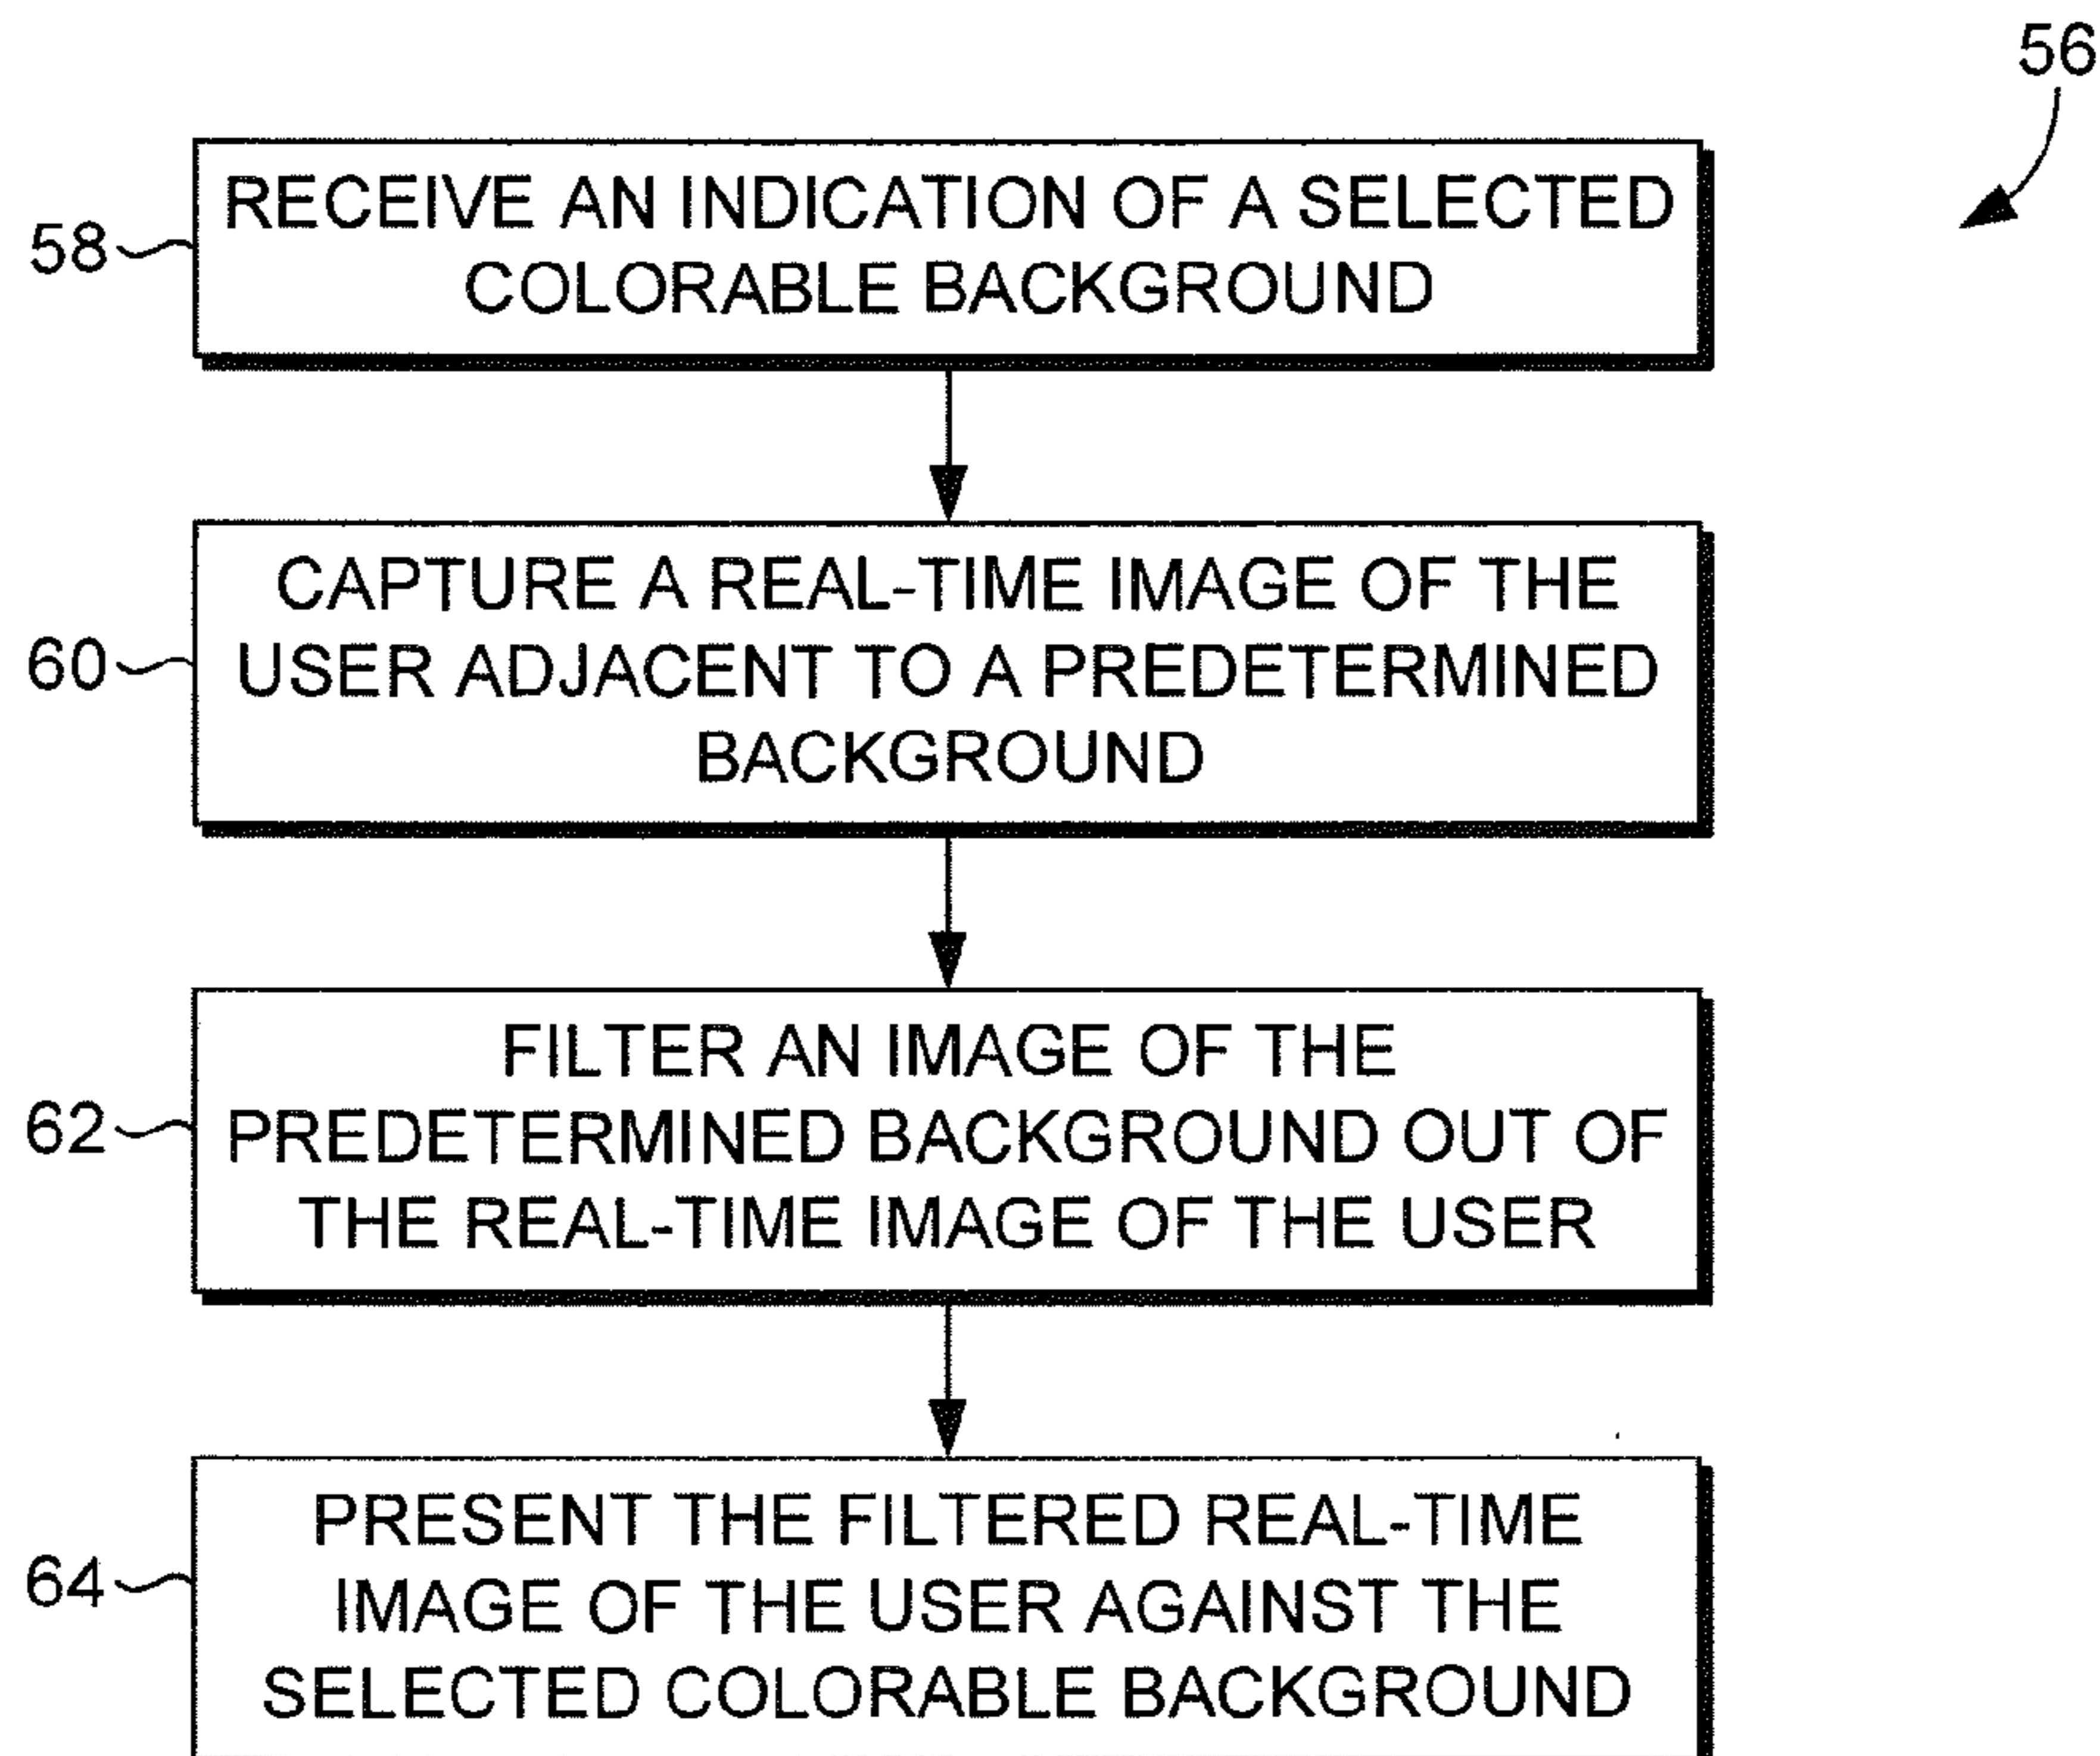 56
58
RECEIVE AN INDICATION OF A SELECTED
COLORABLE BACKGROUND
60
CAPTURE A REAL-TIME IMAGE OF THE
USER ADJACENT TO A PREDETERMINED
BACKGROUND
62
FILTER AN IMAGE OF THE
PREDETERMINED BACKGROUND OUT OF
THE REAL-TIME IMAGE OF THE USER
64
PRESENT THE FILTERED REAL-TIME
IMAGE OF THE USER AGAINST THE
SELECTED COLORABLE BACKGROUND